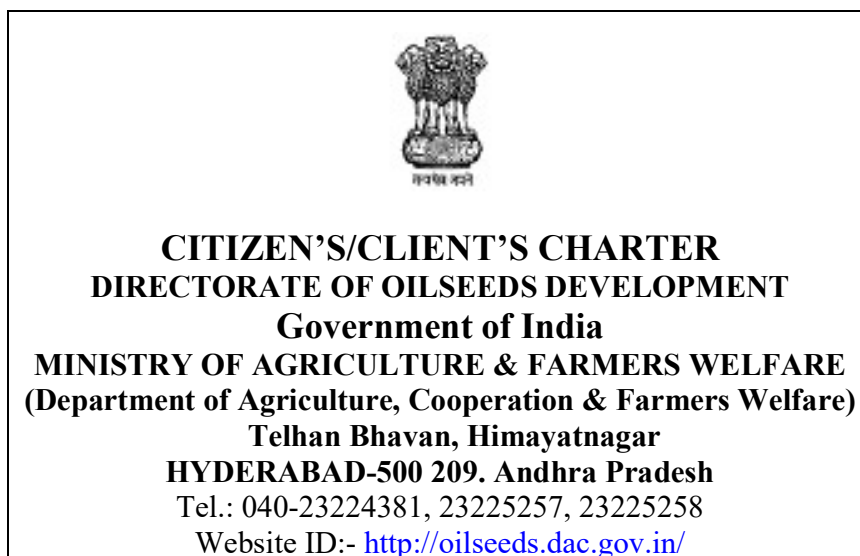 CITIZEN’S/CLIENT’S CHARTER
DIRECTORATE OF OILSEEDS DEVELOPMENT
Government of India
MINISTRY OF AGRICULTURE & FARMERS WELFARE
(Department of Agriculture, Cooperation & Farmers Welfare)
Telhan Bhavan, Himayatnagar
HYDERABAD-500 209. Andhra Pradesh
Tel.: 040-23224381, 23225257, 23225258
Website ID:- http://oilseeds.dac.gov.in/